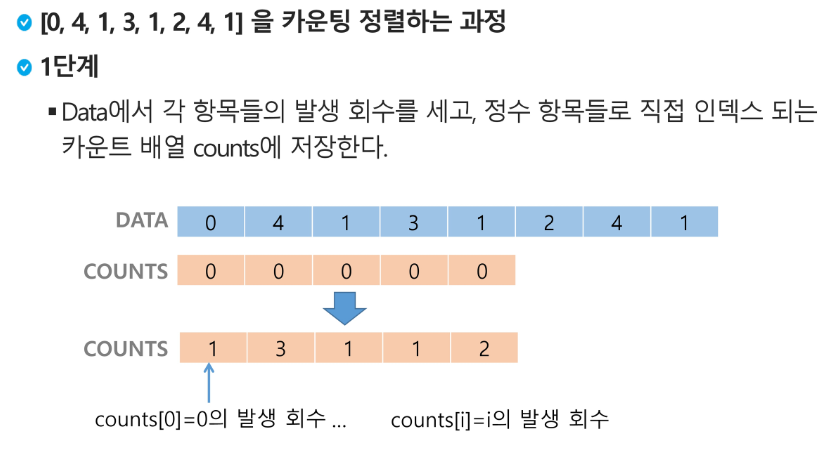 [0, 4, 1, 3, 1, 2, 4, 1] 을 카운팅 정렬하는 과정
1단계
▪Data에서 각 항목들의 발생 회수를 세고, 정수 항목들로 직접 인덱스 되는
카운트 배열 counts에 저장한다.
DATA 0 4 1 3 1 2 4 1
COUNTS 0 0 0 0 0
COUNTS 1 3 1 1 2
counts[0]=0의 발생 회수 ... counts[i]=i의 발생 회수